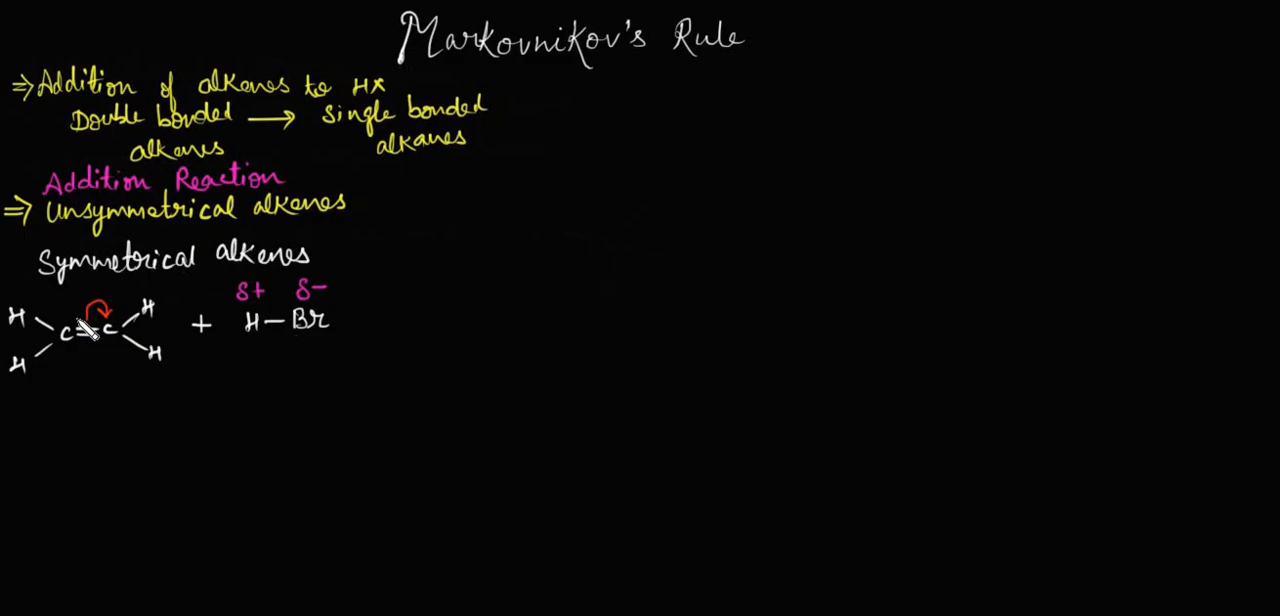 Markovnikov's Rule
⇒ Addition of alkenes to HX
Double bonded ⟶ Single bonded
alkenes alkanes
Addition Reaction
⇒ Unsymmetrical alkenes
Symmetrical alkenes
δ+ δ−
H H
C=C + H−Br
H H